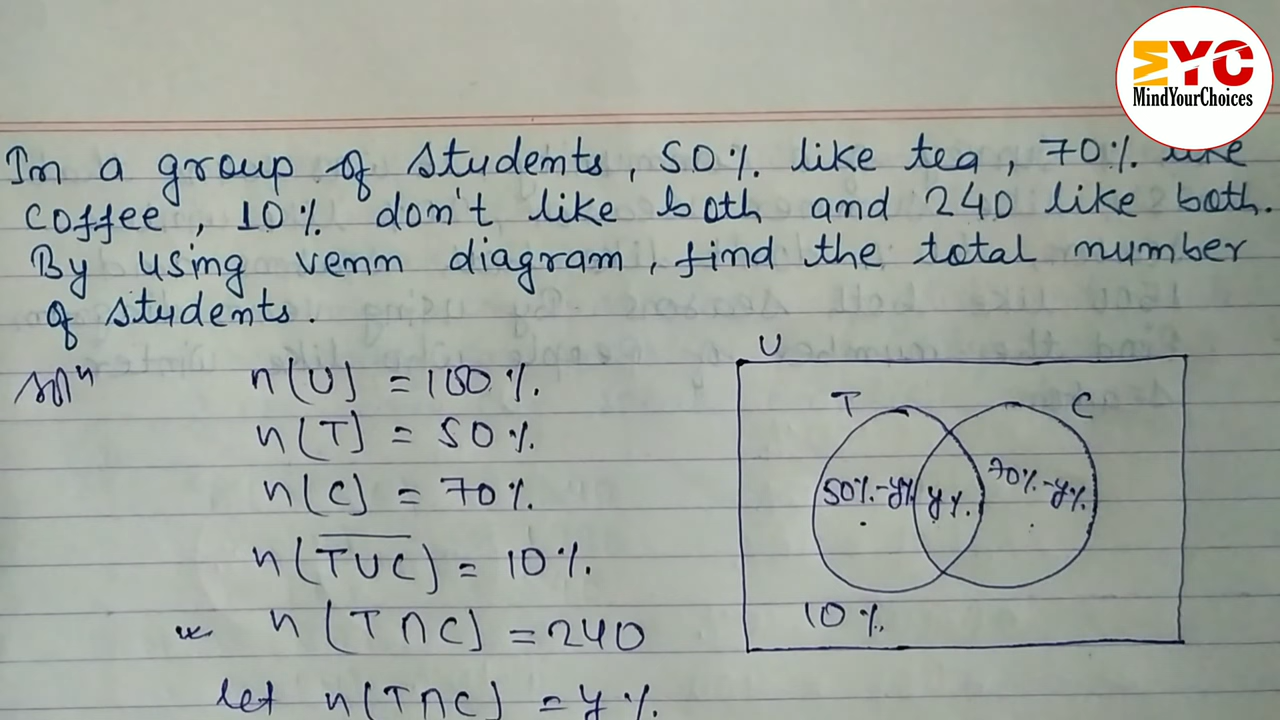 MYC
MindYourChoices
In a group of students, 50% like tea, 70% like
coffee, 10% don't like both and 240 like both.
By using venn diagram, find the total number
of students.
Solⁿ
n(U) = 100%.
n(T) = 50%.
n(C) = 70%.
n(T̅∪̅C̅) = 10%.
n(T∩C) = 240
let n(T∩C) = y%.
U
T
C
50%-y%
y%.
70%-y%
10%.